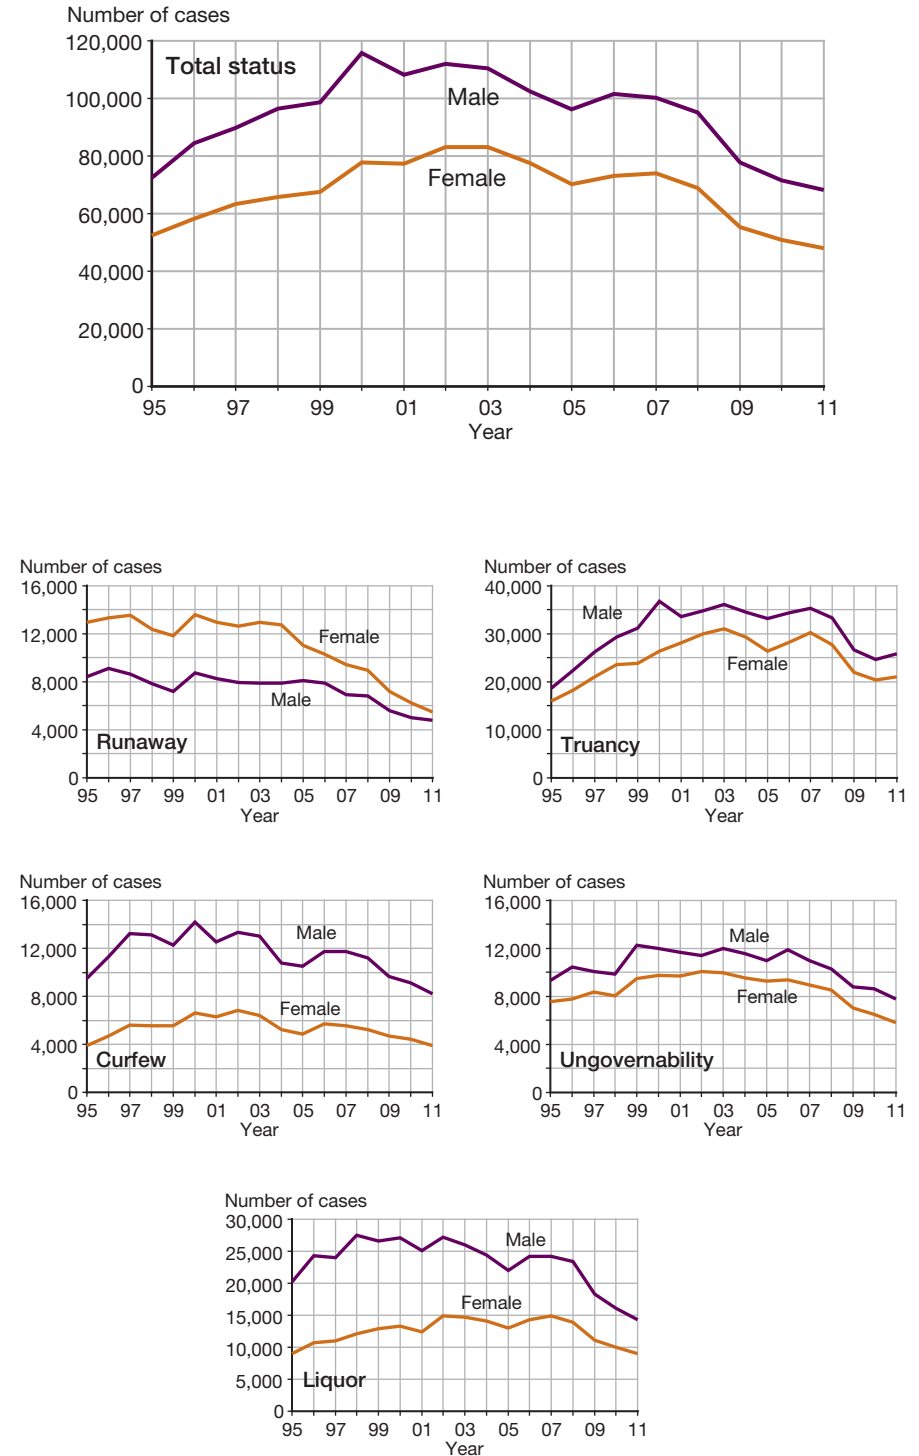 Number of cases
120,000
Total status
100,000
Male
80,000
Female
60,000
40,000
20,000
0
95 97 99 01 03 05 07 09 11
Year
Number of cases
16,000
12,000
Female
8,000
Male
4,000
Runaway
0
95 97 99 01 03 05 07 09 11
Year
Number of cases
40,000
Male
30,000
Female
20,000
10,000
Truancy
0
95 97 99 01 03 05 07 09 11
Year
Number of cases
16,000
Male
12,000
8,000
Female
4,000
Curfew
0
95 97 99 01 03 05 07 09 11
Year
Number of cases
16,000
Male
12,000
8,000
Female
4,000
Ungovernability
0
95 97 99 01 03 05 07 09 11
Year
Number of cases
30,000
Male
25,000
20,000
Female
15,000
10,000
5,000
Liquor
0
95 97 99 01 03 05 07 09 11
Year